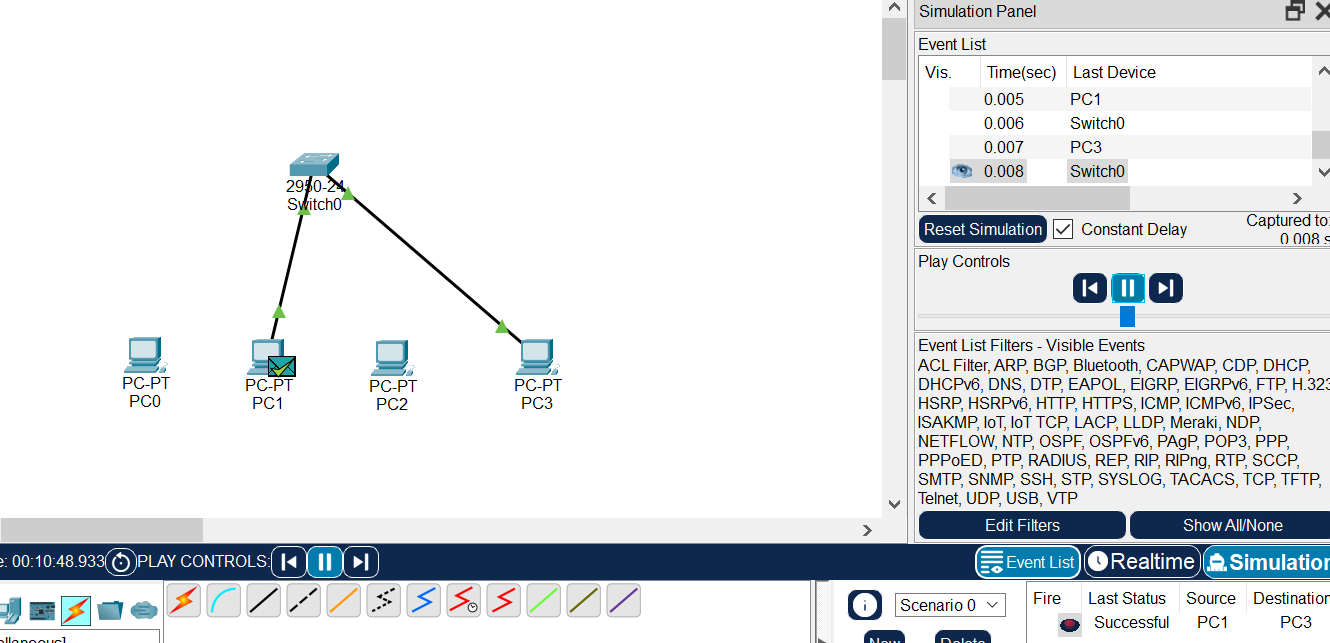 Simulation Panel
Event List
Vis. Time(sec) Last Device
0.005 PC1
0.006 Switch0
0.007 PC3
0.008 Switch0
Reset Simulation Constant Delay
Captured to:
0.008 s
Play Controls
2950-24
Switch0
PC-PT
PC0
PC-PT
PC1
PC-PT
PC2
PC-PT
PC3
Event List Filters - Visible Events
ACL Filter, ARP, BGP, Bluetooth, CAPWAP, CDP, DHCP,
DHCPv6, DNS, DTP, EAPOL, EIGRP, EIGRPv6, FTP, H.323
HSRP, HSRPv6, HTTP, HTTPS, ICMP, ICMPv6, IPSec,
ISAKMP, IoT, IoT TCP, LACP, LLDP, Meraki, NDP,
NETFLOW, NTP, OSPF, OSPFv6, PAgP, POP3, PPP,
PPPoED, PTP, RADIUS, REP, RIP, RIPng, RTP, SCCP,
SMTP, SNMP, SSH, STP, SYSLOG, TACACS, TCP, TFTP,
Telnet, UDP, USB, VTP
Edit Filters Show All/None
e: 00:10:48.933 PLAY CONTROLS: Event List Realtime Simulation
Scenario 0
New Delete
Fire Last Status Source Destination
Successful PC1 PC3